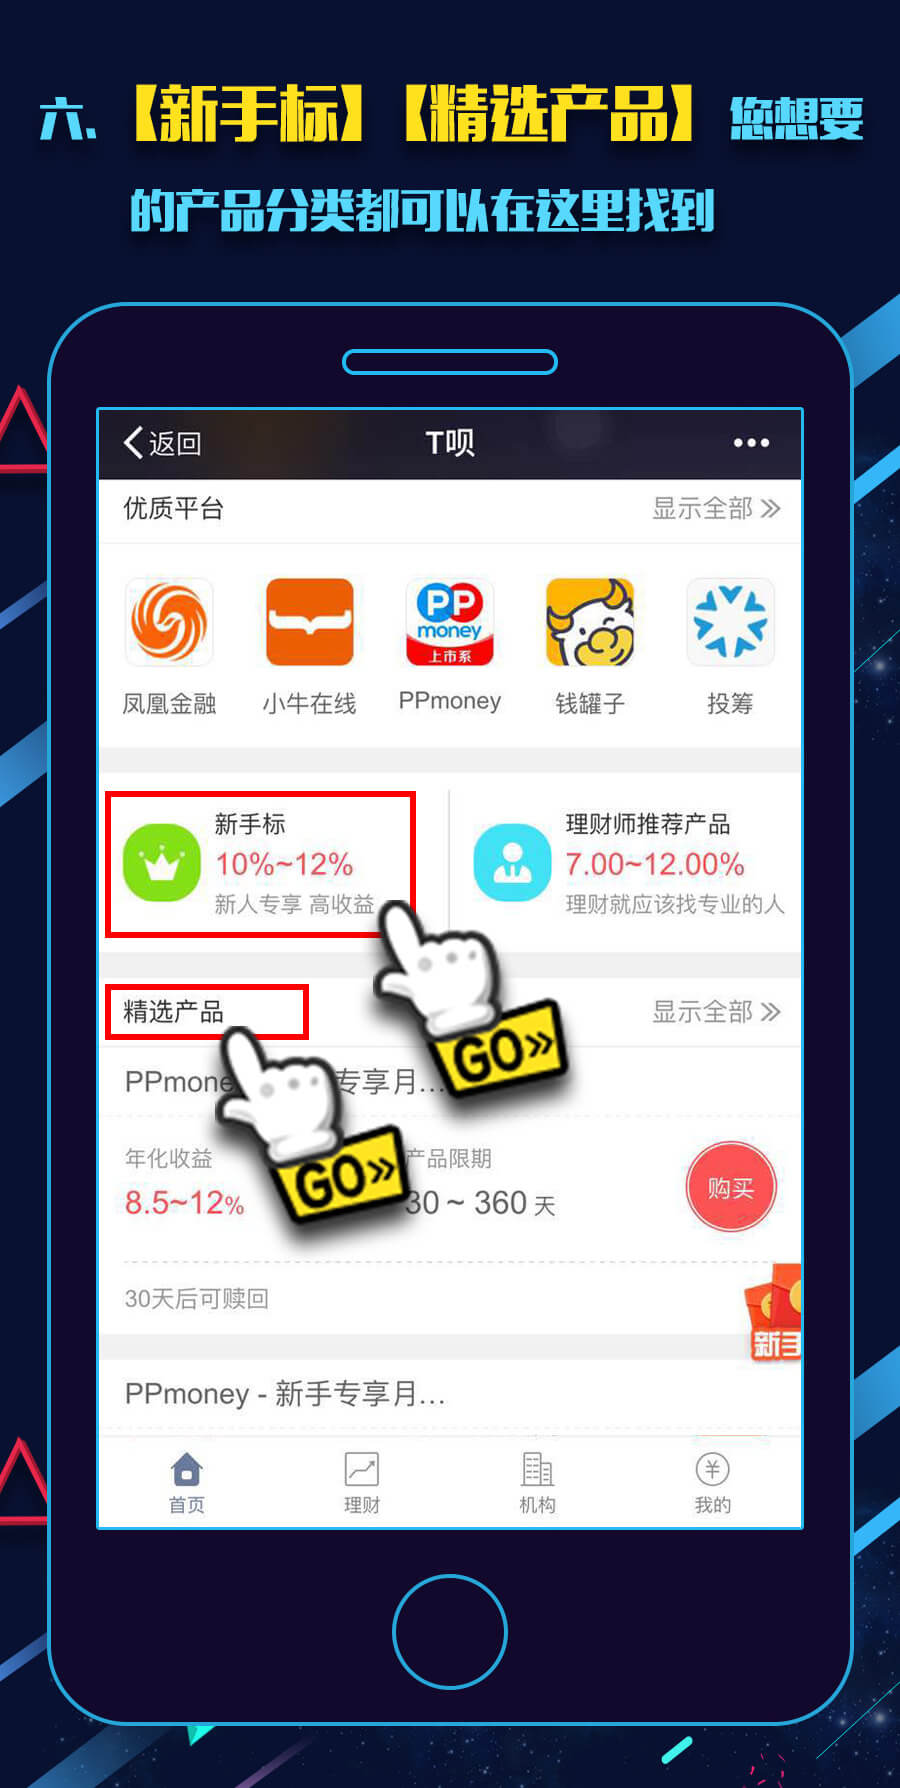 六.【新手标】【精选产品】您想要
的产品分类都可以在这里找到
返回 T呗
优质平台 显示全部
PP
money
上市系
凤凰金融 小牛在线 PPmoney 钱罐子 投筹
新手标
10%~12%
新人专享 高收益
理财师推荐产品
7.00~12.00%
理财就应该找专业的人
精选产品 显示全部
GO»
PPmone 专享月...
年化收益 产品限期
8.5~12% 30 ~ 360 天
购买
GO»
30天后可赎回
新手
PPmoney - 新手专享月...
首页 理财 机构 我的